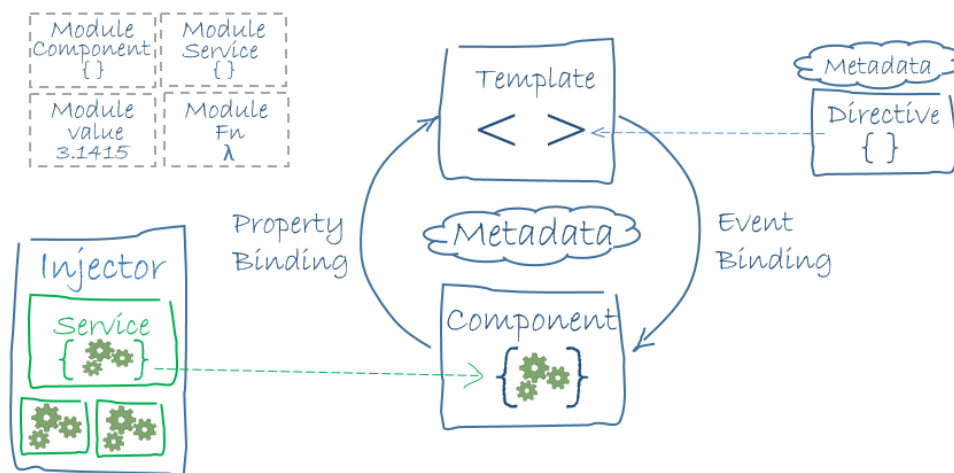 Module
Component
{ }
Module
Service
{ }
Module
value
3.1415
Module
Fn
λ
Template
< >
Metadata
Directive
{ }
Property
Binding
Metadata
Event
Binding
Injector
Service
{ }
Component
{ }